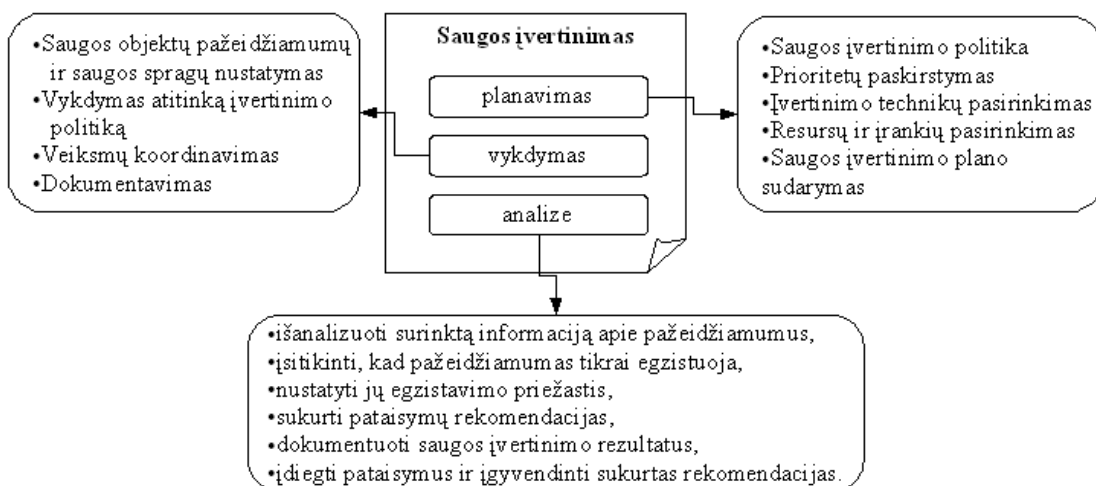 •Saugos objektų pažeidžiamumų
ir saugos spragų nustatymas
•Vykdymas atitinką įvertinimo
politiką
•Veiksmų koordinavimas
•Dokumentavimas
Saugos įvertinimas
planavimas
vykdymas
analize
•Saugos įvertinimo politika
•Prioritetų paskirstymas
•Įvertinimo technikų pasirinkimas
•Resursų ir įrankių pasirinkimas
•Saugos įvertinimo plano
sudarymas
•išanalizuoti surinktą informaciją apie pažeidžiamumus,
•įsitikinti, kad pažeidžiamumas tikrai egzistuoja,
•nustatyti jų egzistavimo priežastis,
•sukurti pataisymų rekomendacijas,
•dokumentuoti saugos įvertinimo rezultatus,
•įdiegti pataisymus ir įgyvendinti sukurtas rekomendacijas.